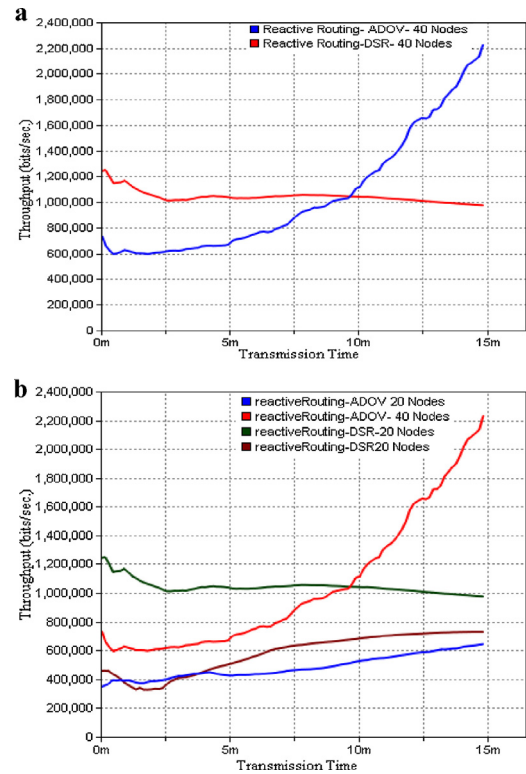 a
Reactive Routing- ADOV- 40 Nodes
Reactive Routing-DSR- 40 Nodes
2,400,000
2,200,000
2,000,000
1,800,000
1,600,000
1,400,000
1,200,000
1,000,000
800,000
600,000
400,000
200,000
0
Throughput (bits/sec.)
0m
5m
10m
15m
Transmission Time
b
reactiveRouting-ADOV 20 Nodes
reactiveRouting-ADOV- 40 Nodes
reactiveRouting-DSR-20 Nodes
reactiveRouting-DSR20 Nodes
2,400,000
2,200,000
2,000,000
1,800,000
1,600,000
1,400,000
1,200,000
1,000,000
800,000
600,000
400,000
200,000
0
Throughput (bits/sec.)
0m
5m
10m
15m
Transmission Time